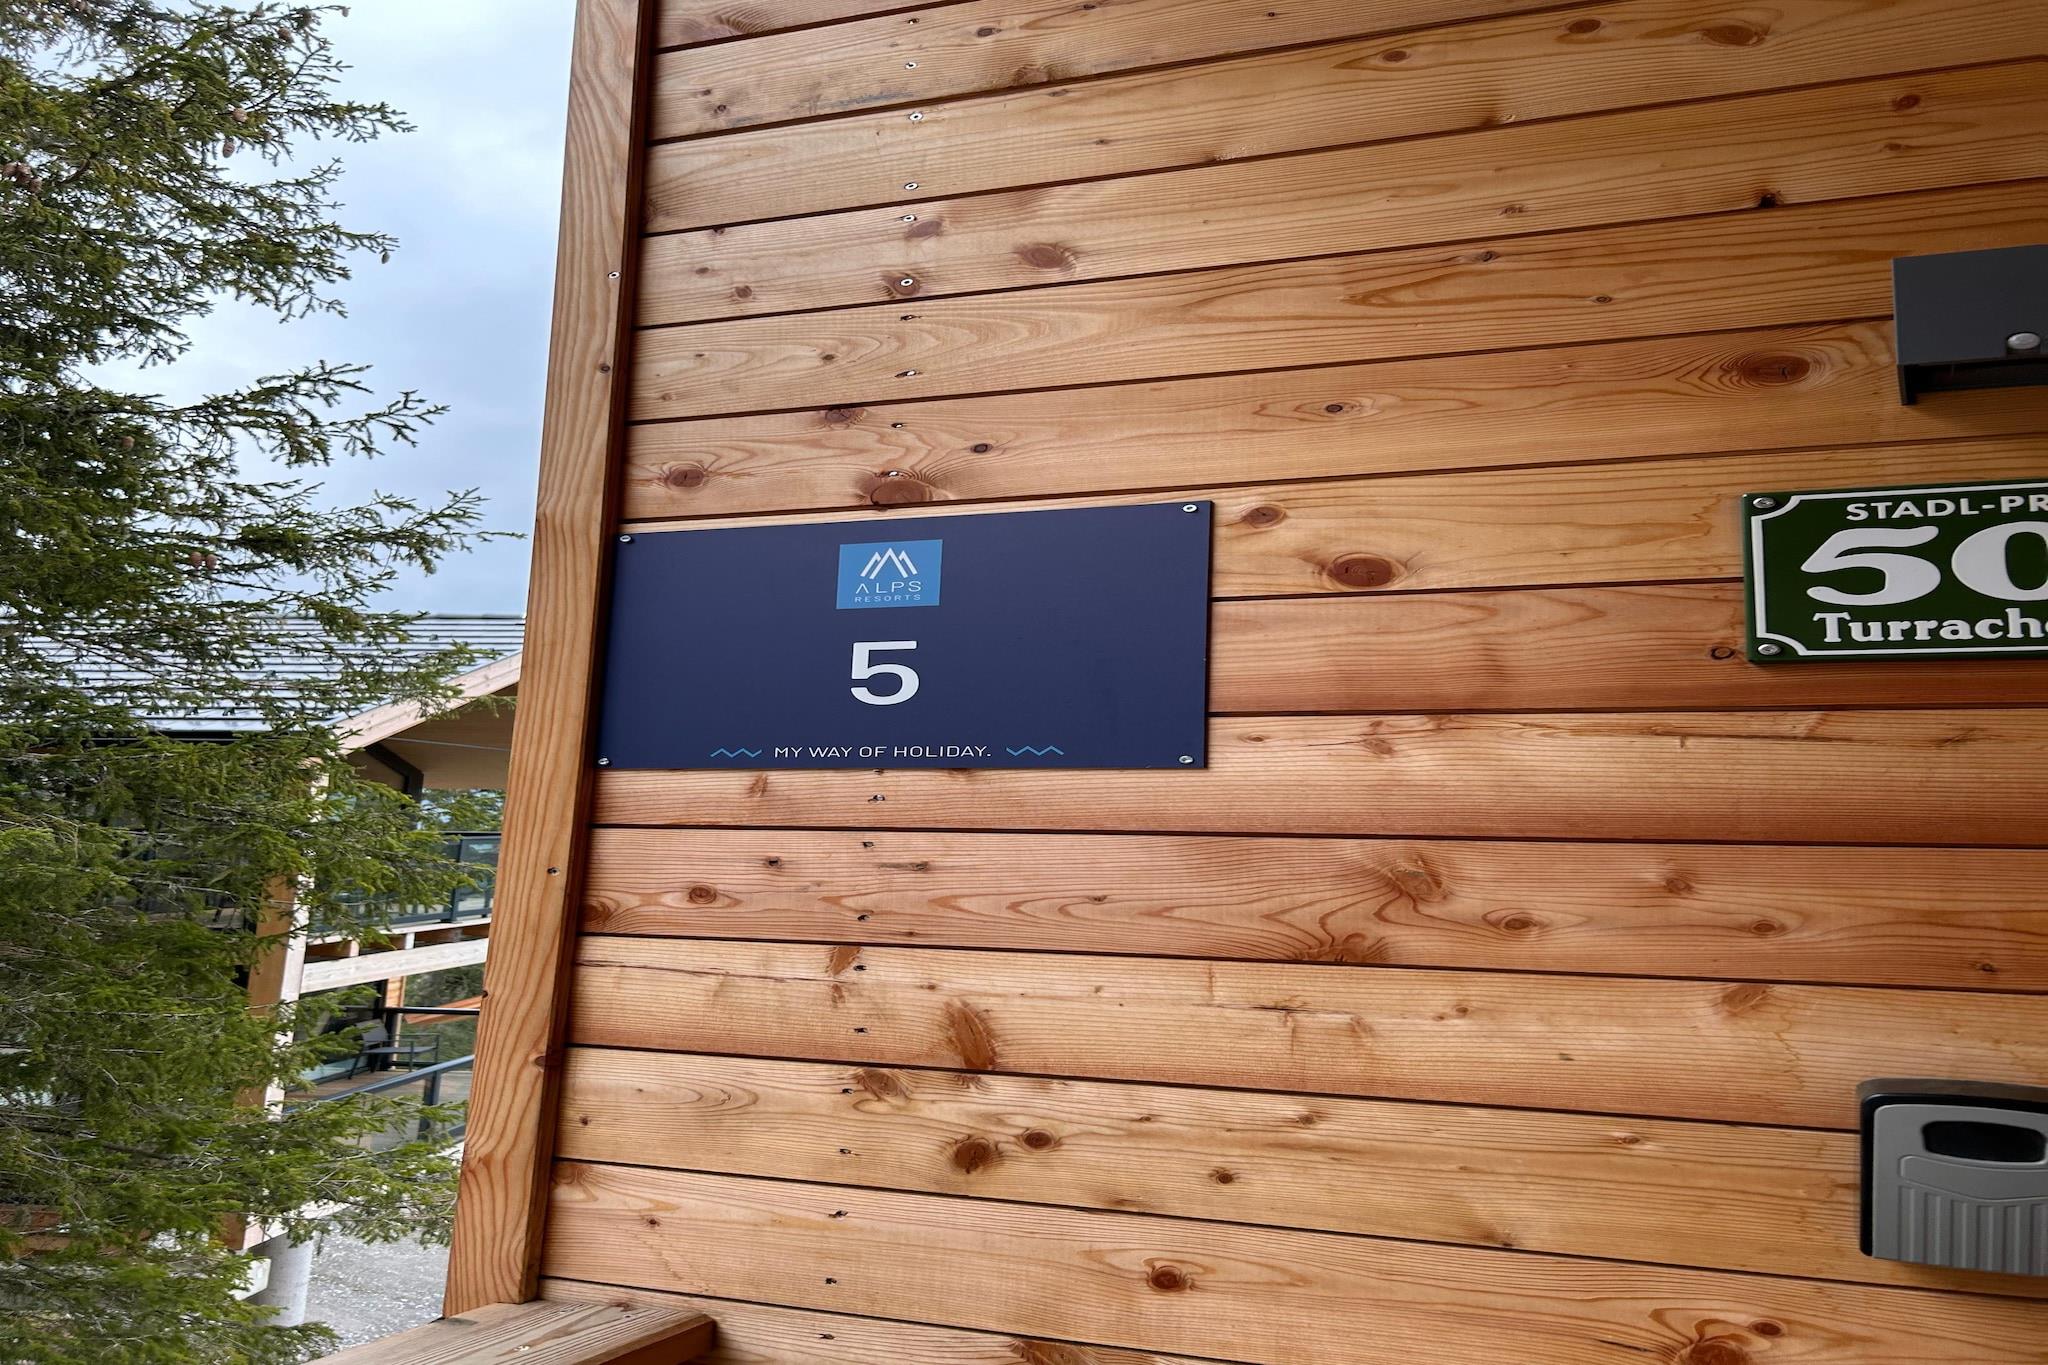 ALPS
RESORTS
5
MY WAY OF HOLIDAY.
STADL-PR
50
Turrach